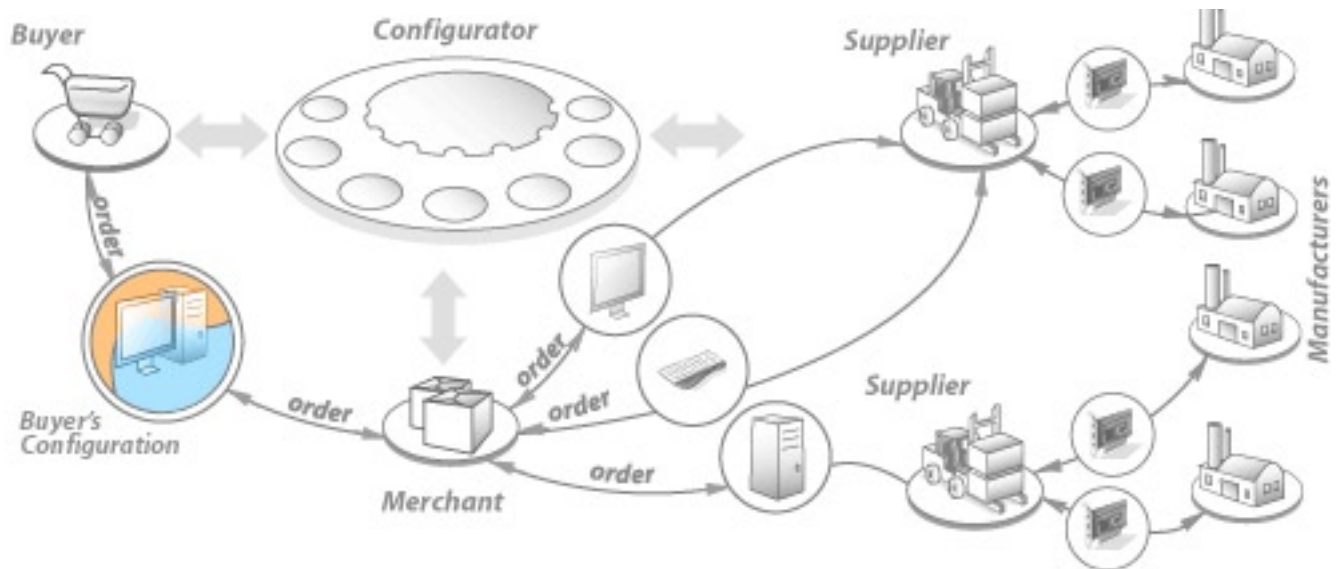 Buyer
Configurator
Supplier
order
order
Buyer's
Configuration
order
order
order
Supplier
Merchant
Manufacturers